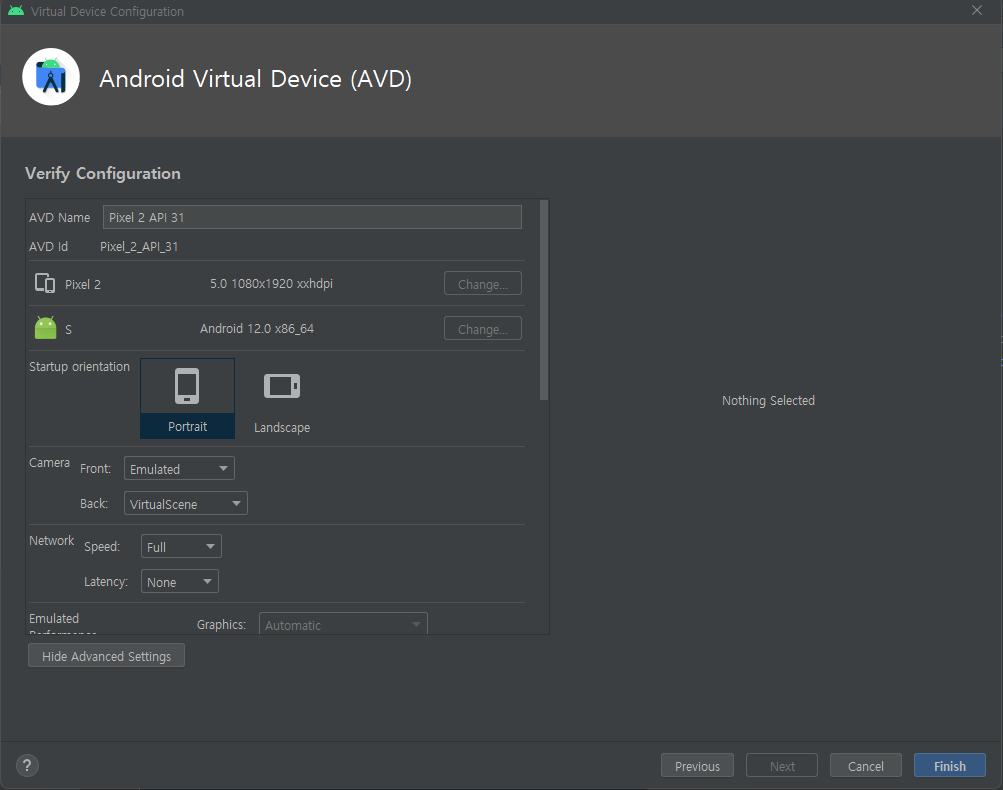 Virtual Device Configuration
Android Virtual Device (AVD)
Verify Configuration
AVD Name Pixel 2 API 31
AVD Id Pixel_2_API_31
Pixel 2 5.0 1080x1920 xxhdpi Change...
S Android 12.0 x86_64 Change...
Startup orientation
Portrait Landscape
Nothing Selected
Camera Front: Emulated
Back: VirtualScene
Network Speed: Full
Latency: None
Emulated Graphics: Automatic
Performance
Hide Advanced Settings
? Previous Next Cancel Finish